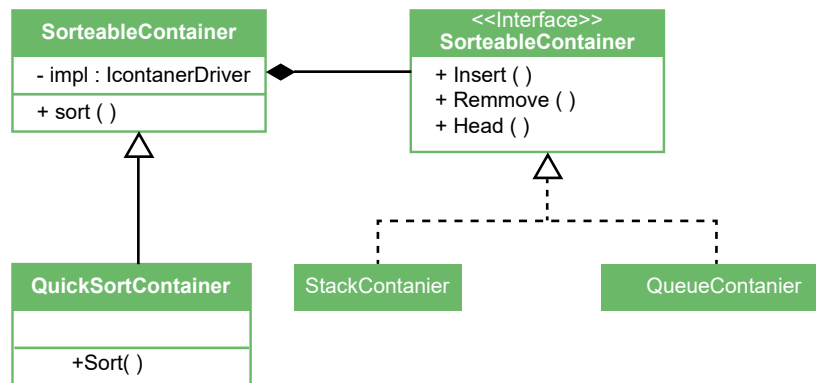 SorteableContainer
- impl : IcontanerDriver
+ sort ( )
<<Interface>>
SorteableContainer
+ Insert ( )
+ Remmove ( )
+ Head ( )
QuickSortContainer
+Sort( )
StackContanier
QueueContanier